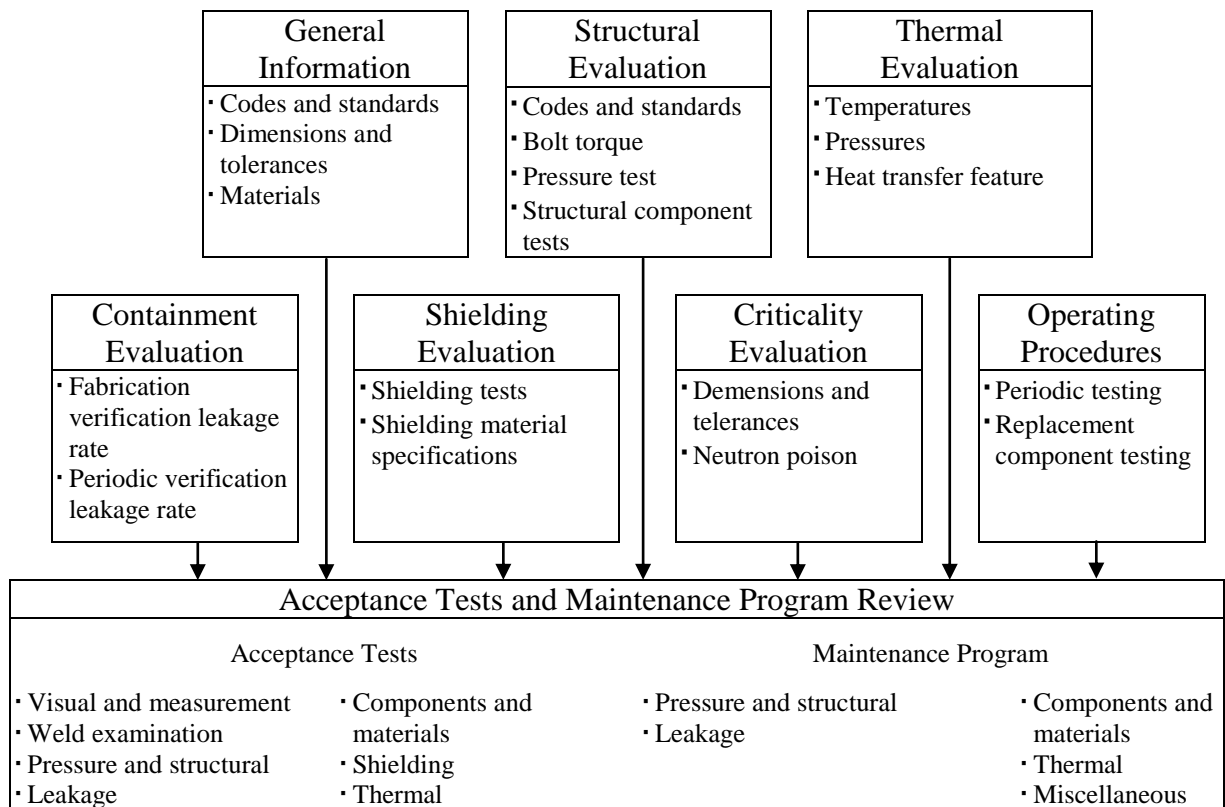 General
Information
· Codes and standards
· Dimensions and
tolerances
· Materials
Structural
Evaluation
· Codes and standards
· Bolt torque
· Pressure test
· Structural component
tests
Thermal
Evaluation
· Temperatures
· Pressures
· Heat transfer feature
Containment
Evaluation
· Fabrication
verification leakage
rate
· Periodic verification
leakage rate
Shielding
Evaluation
· Shielding tests
· Shielding material
specifications
Criticality
Evaluation
· Demensions and
telerances
· Neutron poison
Operating
Procedures
· Periodic testing
· Replacement
component testing
Acceptance Tests and Maintenance Program Review
Acceptance Tests
· Visual and measurement
· Weld examination
· Pressure and structural
· Leakage
· Components and
materials
· Shielding
· Thermal
Maintenance Program
· Pressure and structural
· Leakage
· Components and
materials
· Thermal
· Miscellaneous